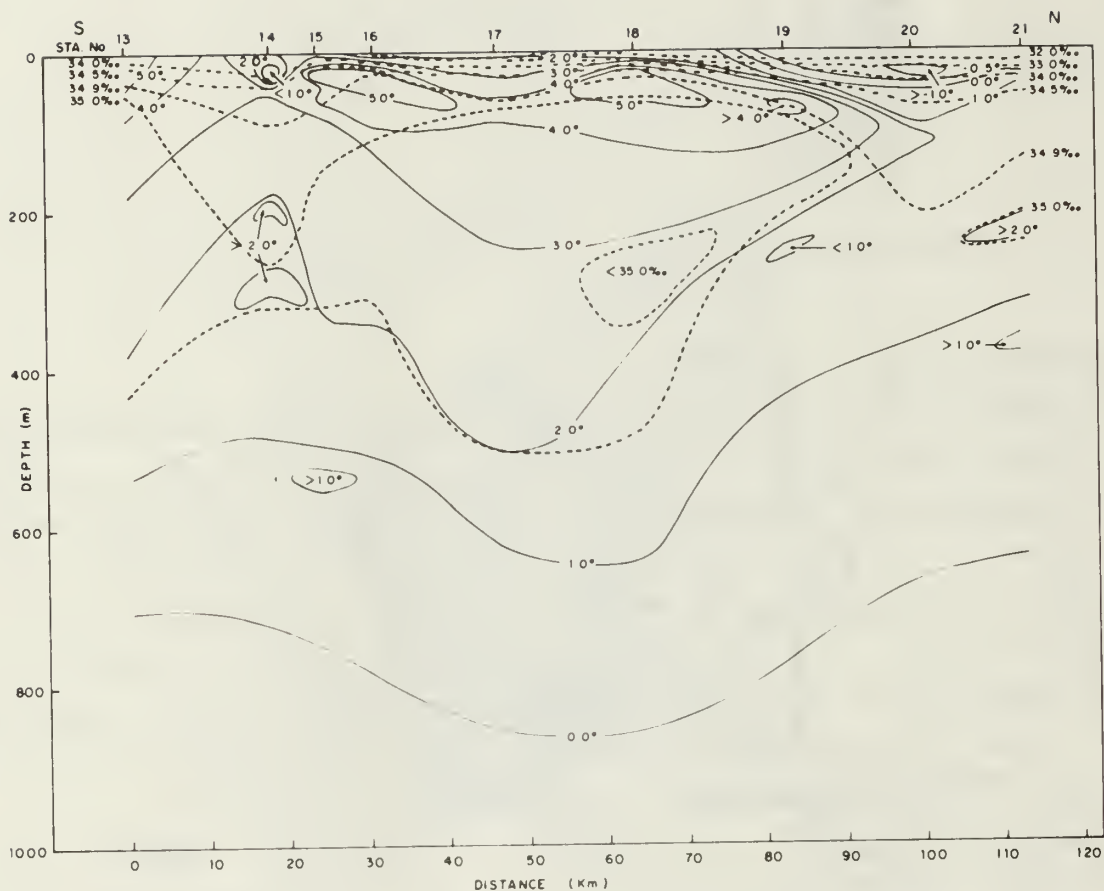 S N
STA. No 13 14 15 16 17 18 19 20 21
0
34.0‰ 5.0° 2.0° 2.0° 32.0‰
34.5‰ 3.0° 0.5° 33.0‰
34.9‰ <1.0° 4.0° 0.0° 34.0‰
35.0‰ 4.0° 5.0° 5.0° >4.0° >-1.0° 1.0° 34.5‰
4.0°
34.9‰
200
35.0‰
>2.0° 3.0° <1.0° >2.0°
<35.0‰
>1.0°
400
2.0°
DEPTH (m)
>1.0°
600
1.0°
0.0°
800
1000
0 10 20 30 40 50 60 70 80 90 100 110 120
DISTANCE (Km)